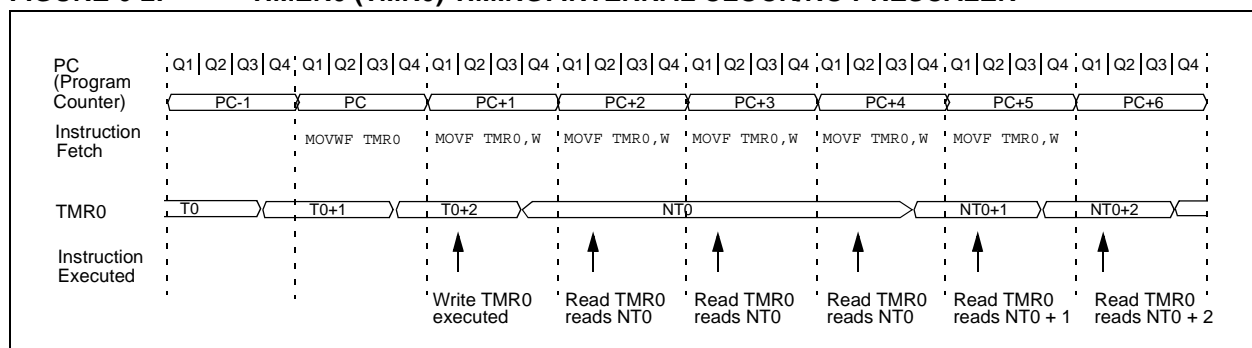 FIGURE 6-2: TIMER0 (TMR0) TIMING: INTERNAL CLOCK/NO PRESCALER
PC (Program Counter)
Q1 Q2 Q3 Q4 Q1 Q2 Q3 Q4 Q1 Q2 Q3 Q4 Q1 Q2 Q3 Q4 Q1 Q2 Q3 Q4 Q1 Q2 Q3 Q4 Q1 Q2 Q3 Q4 Q1 Q2 Q3 Q4
PC-1 PC PC+1 PC+2 PC+3 PC+4 PC+5 PC+6
Instruction Fetch
MOVWF TMR0 MOVF TMR0,W MOVF TMR0,W MOVF TMR0,W MOVF TMR0,W MOVF TMR0,W
TMR0
T0 T0+1 T0+2 NT0 NT0+1 NT0+2
Instruction Executed
Write TMR0 executed
Read TMR0 reads NT0
Read TMR0 reads NT0
Read TMR0 reads NT0
Read TMR0 reads NT0 + 1
Read TMR0 reads NT0 + 2